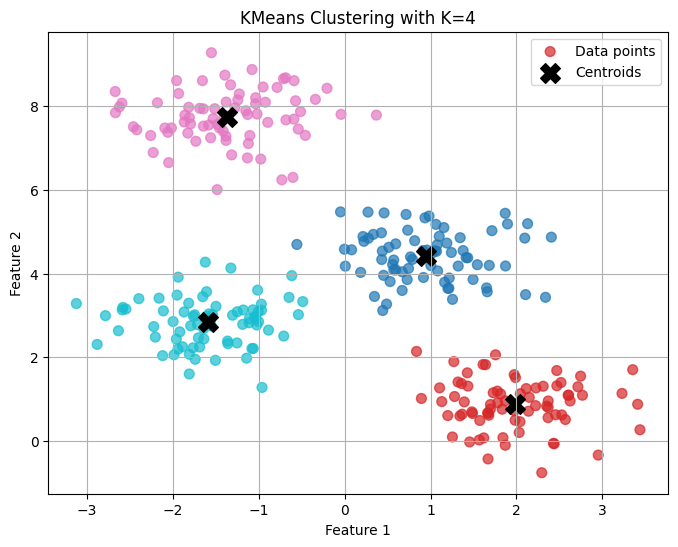 KMeans Clustering with K=4
Data points
Centroids
8
6
4
2
0
Feature 2
−3
−2
−1
0
1
2
3
Feature 1